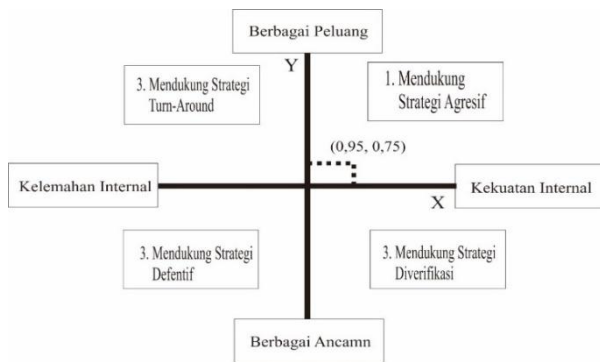 Berbagai Peluang
Y
3. Mendukung Strategi
Turn-Around
1. Mendukung
Strategi Agresif
(0,95, 0,75)
Kelemahan Internal
X
Kekuatan Internal
3. Mendukung Strategi
Defentif
3. Mendukung Strategi
Diverifikasi
Berbagai Ancamn